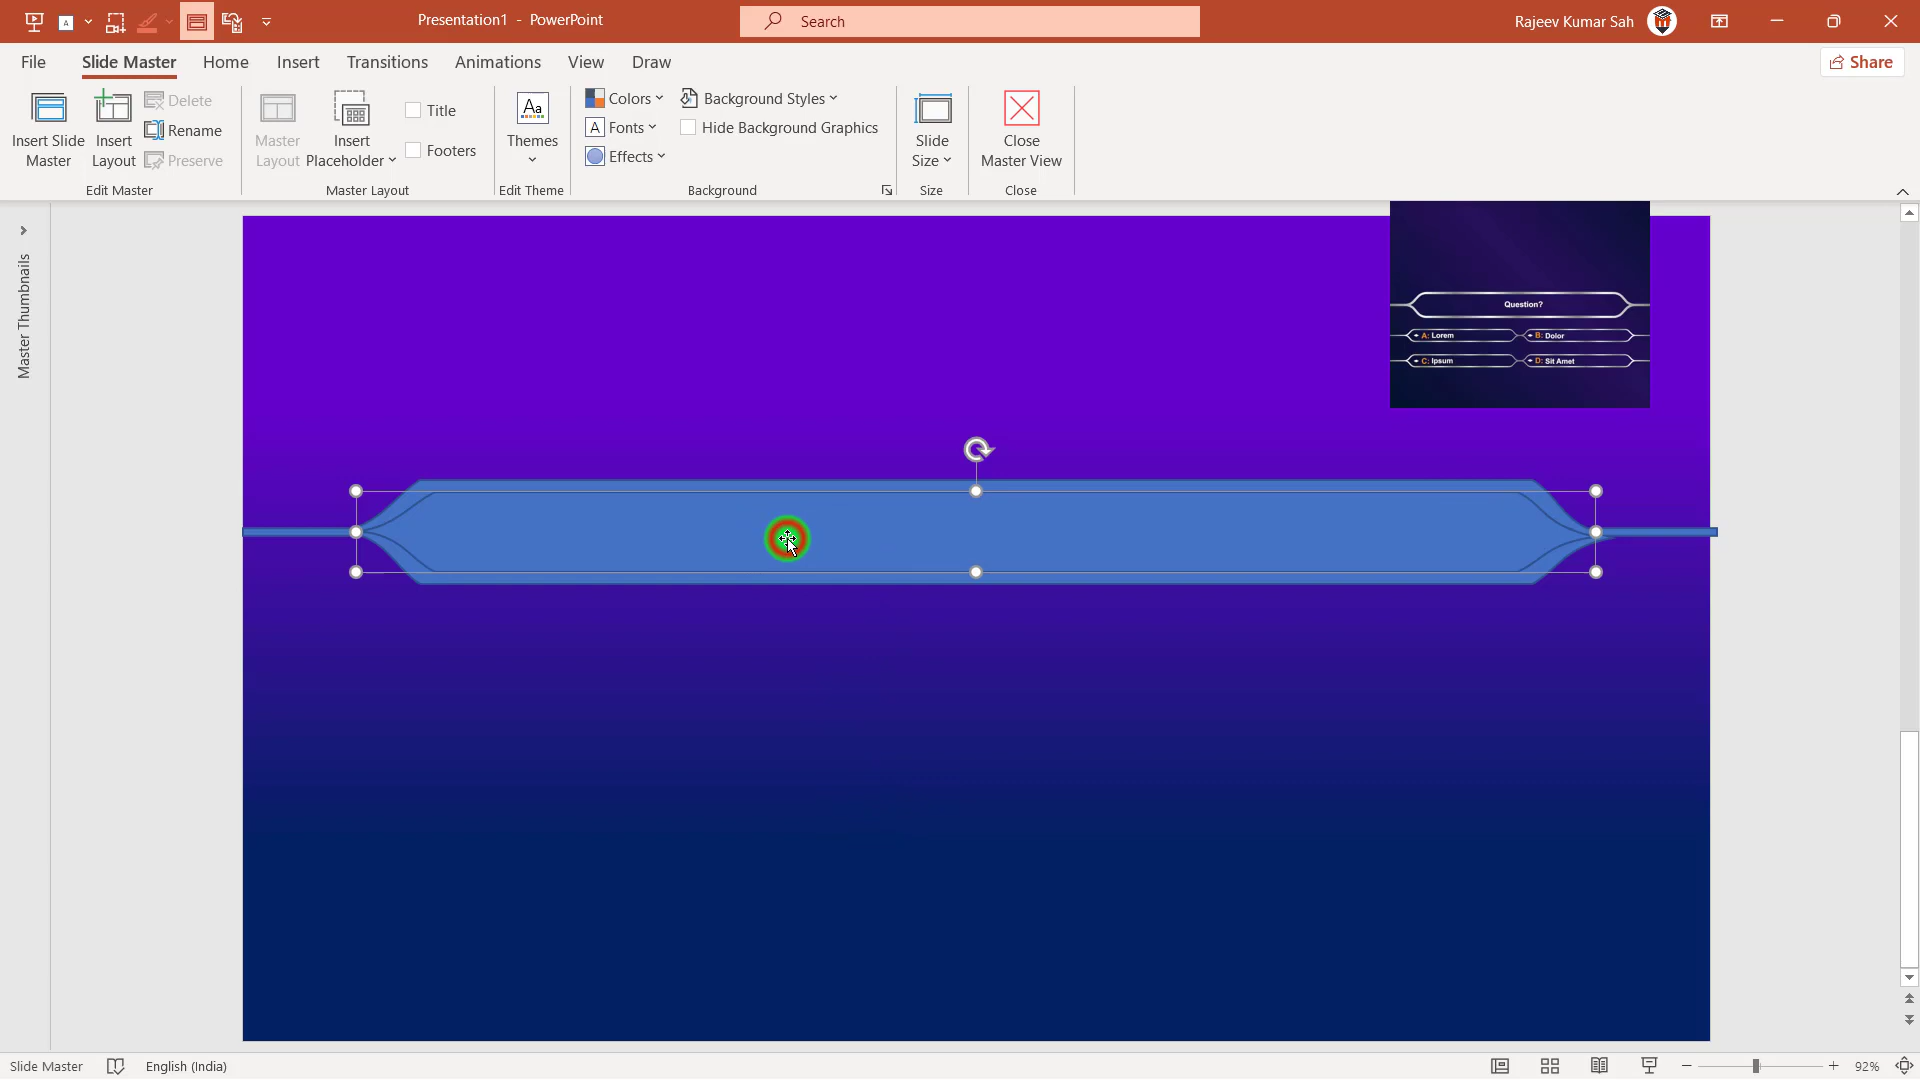 Presentation1 - PowerPoint
Search
Rajeev Kumar Sah
File
Slide Master
Home
Insert
Transitions
Animations
View
Draw
Share
Insert Slide
Master
Insert
Layout
Delete
Rename
Preserve
Edit Master
Master
Layout
Insert
Placeholder
Title
Footers
Master Layout
Aa
Themes
Edit Theme
Colors
A
Fonts
Effects
Background Styles
Hide Background Graphics
Background
Slide
Size
Size
Close
Master View
Close
Master Thumbnails
Question?
A: Lorem
B: Dolor
C: Ipsum
D: Sit Amet
Slide Master
English (India)
92%